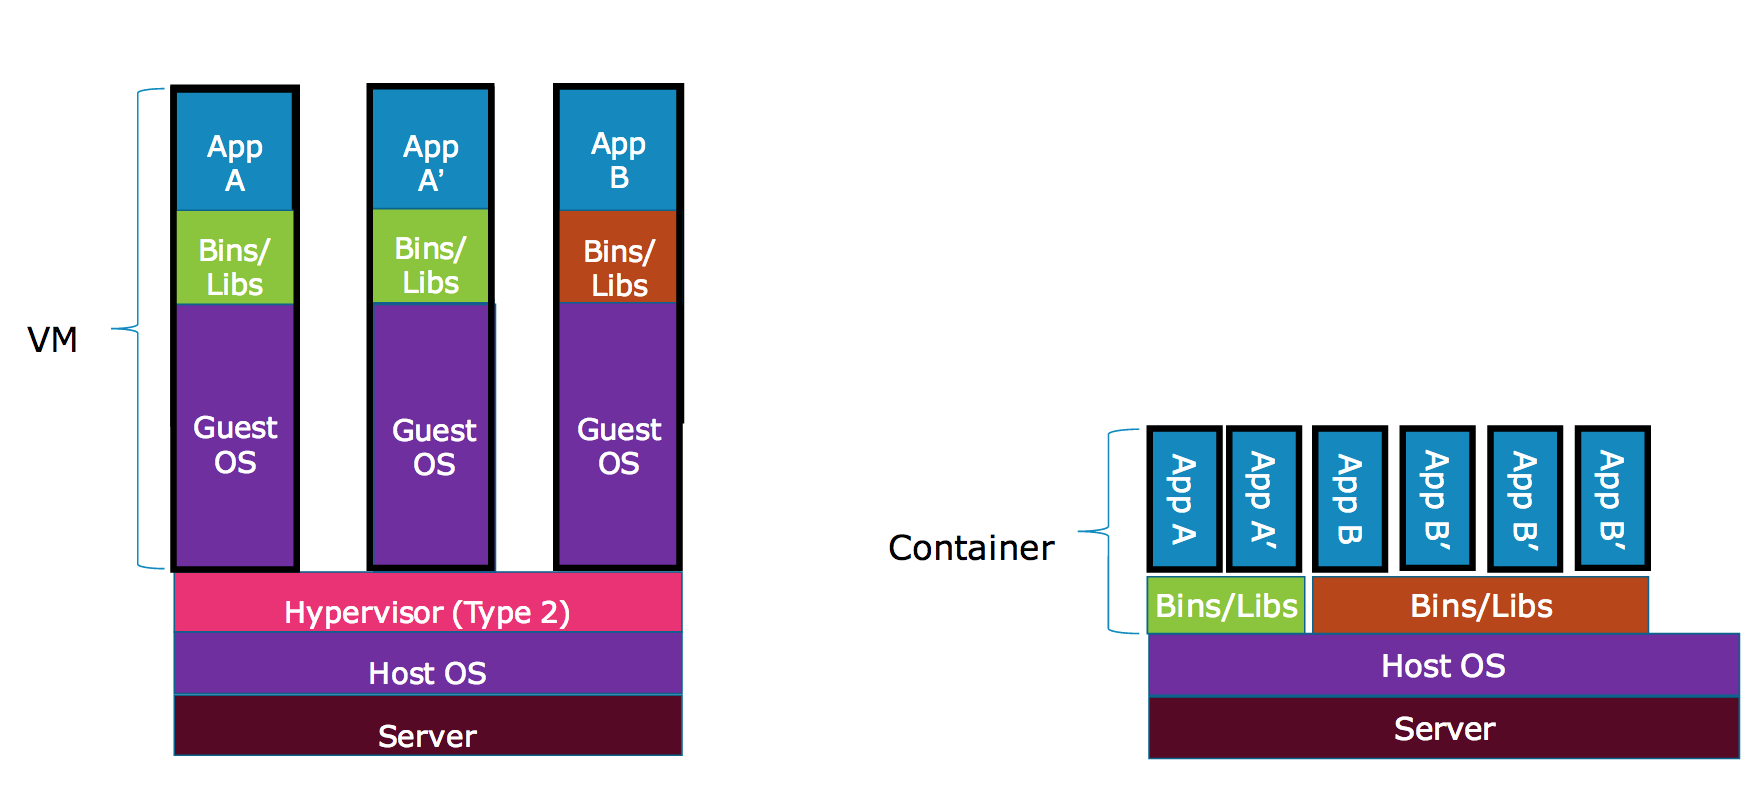 App
A
App
A’
App
B
Bins/
Libs
Bins/
Libs
Bins/
Libs
VM
Guest
OS
Guest
OS
Guest
OS
Hypervisor (Type 2)
Host OS
Server
Container
App A
App A’
App B
App B’
App B’
App B’
Bins/Libs
Bins/Libs
Host OS
Server